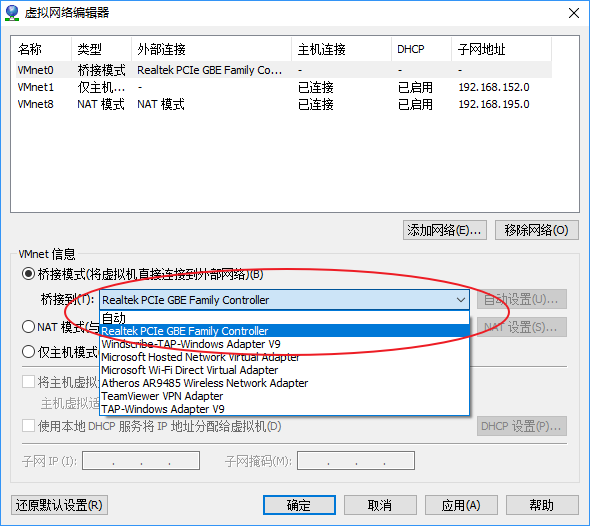 虚拟网络编辑器
名称 类型 外部连接 主机连接 DHCP 子网地址
VMnet0 桥接模式 Realtek PCIe GBE Family Co... - - -
VMnet1 仅主机... - 已连接 已启用 192.168.152.0
VMnet8 NAT 模式 NAT 模式 已连接 已启用 192.168.195.0
添加网络(E)... 移除网络(O)
VMnet 信息
桥接模式(将虚拟机直接连接到外部网络)(B)
桥接到(T): Realtek PCIe GBE Family Controller 自动设置(U)...
自动
NAT 模式(与 Realtek PCIe GBE Family Controller NAT 设置(S)...
Windscribe-TAP-Windows Adapter V9
仅主机模式 Microsoft Hosted Network Virtual Adapter
Microsoft Wi-Fi Direct Virtual Adapter
将主机虚拟 Atheros AR9485 Wireless Network Adapter
主机虚拟适 TeamViewer VPN Adapter
TAP-Windows Adapter V9
使用本地 DHCP 服务将 IP 地址分配给虚拟机(D) DHCP 设置(P)...
子网 IP (I): . . . 子网掩码(M): . . .
还原默认设置(R) 确定 取消 应用(A) 帮助